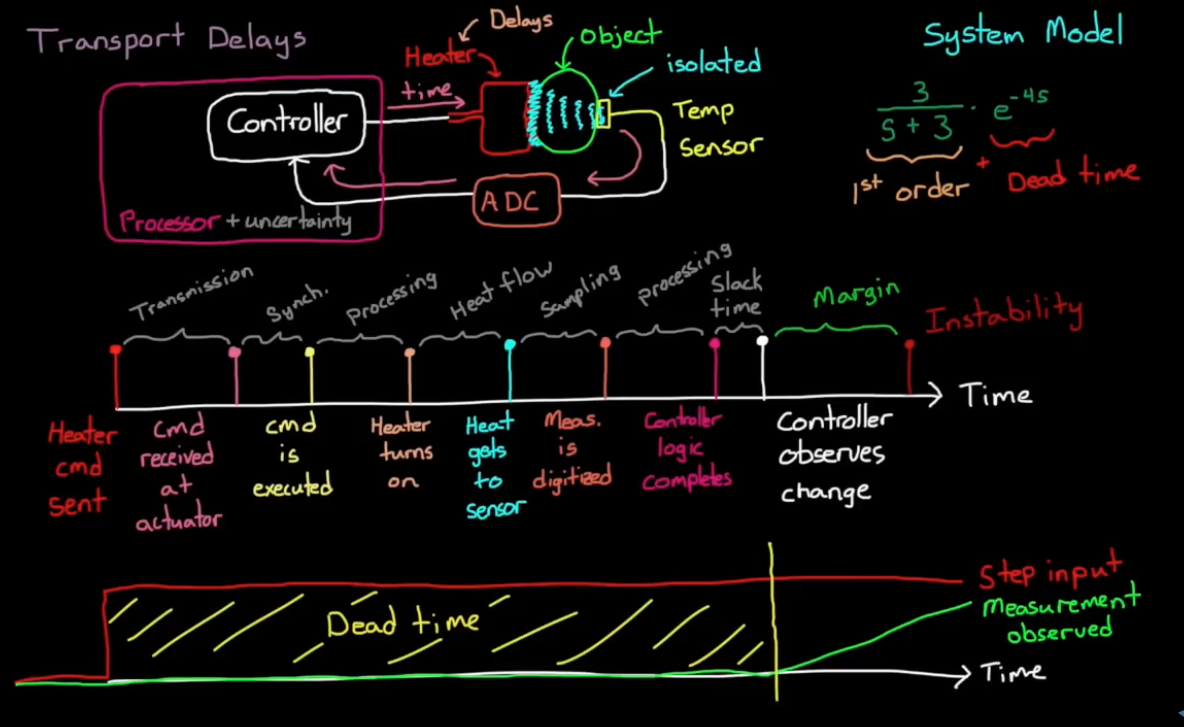 Transport Delays
Delays
Heater
Object
isolated
time
Controller
Temp
Sensor
ADC
Processor + uncertainty
System Model
3
s + 3
· e^-4s
1st order + Dead time
Transmission
Synch.
processing
Heat flow
Sampling
processing
Slack
time
Margin
Instability
Time
Heater
cmd
sent
Cmd
received
at
actuator
cmd
is
executed
Heater
turns
on
Heat
gets
to
sensor
Meas.
is
digitized
Controller
logic
completes
Controller
observes
change
Dead time
Step input
Measurement
observed
Time